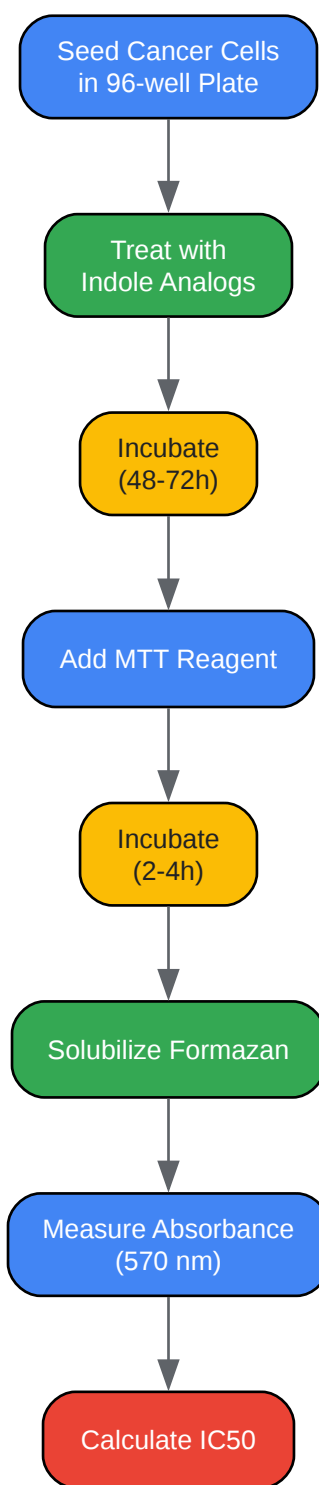 Seed Cancer Cells
in 96-well Plate
Treat with
Indole Analogs
Incubate
(48-72h)
Add MTT Reagent
Incubate
(2-4h)
Solubilize Formazan
Measure Absorbance
(570 nm)
Calculate IC50